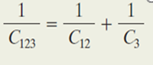 1/C₁₂₃ = 1/C₁₂ + 1/C₃